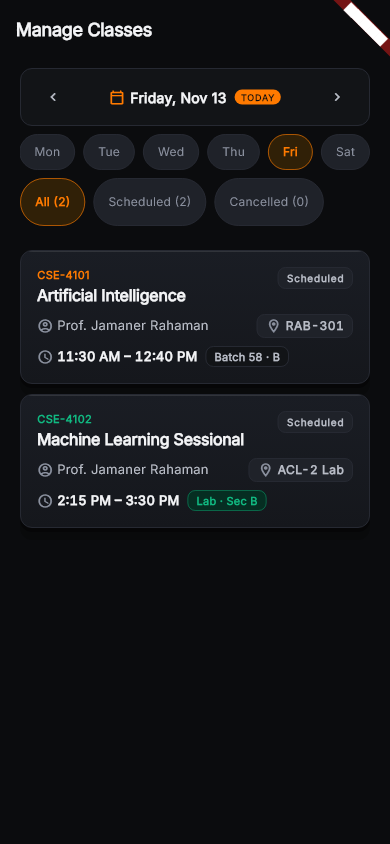 Manage Classes
Friday, Nov 13 TODAY
Mon Tue Wed Thu Fri Sat
All (2) Scheduled (2) Cancelled (0)
CSE-4101 Scheduled
Artificial Intelligence
Prof. Jamaner Rahaman RAB-301
11:30 AM – 12:40 PM Batch 58 · B
CSE-4102 Scheduled
Machine Learning Sessional
Prof. Jamaner Rahaman ACL-2 Lab
2:15 PM – 3:30 PM Lab · Sec B